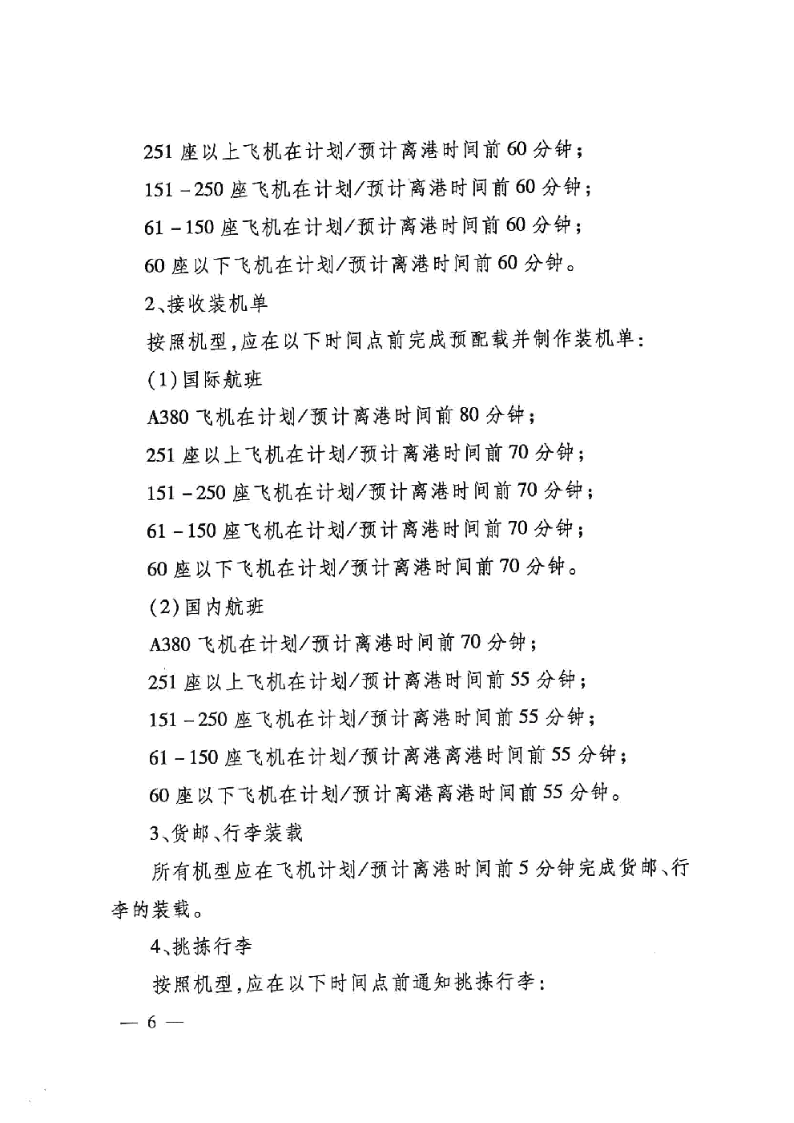 251 座以上飞机在计划/预计离港时间前 60 分钟；
151－250 座飞机在计划/预计离港时间前 60 分钟；
61－150 座飞机在计划/预计离港时间前 60 分钟；
60 座以下飞机在计划/预计离港时间前 60 分钟。
2、接收装机单
按照机型，应在以下时间点前完成预配载并制作装机单：
(1)国际航班
A380 飞机在计划/预计离港时间前 80 分钟；
251 座以上飞机在计划/预计离港时间前 70 分钟；
151－250 座飞机在计划/预计离港时间前 70 分钟；
61－150 座飞机在计划/预计离港时间前 70 分钟；
60 座以下飞机在计划/预计离港时间前 70 分钟。
(2)国内航班
A380 飞机在计划/预计离港时间前 70 分钟；
251 座以上飞机在计划/预计离港时间前 55 分钟；
151－250 座飞机在计划/预计离港时间前 55 分钟；
61－150 座飞机在计划/预计离港离港时间前 55 分钟；
60 座以下飞机在计划/预计离港离港时间前 55 分钟。
3、货邮、行李装载
所有机型应在飞机计划/预计离港时间前 5 分钟完成货邮、行
李的装载。
4、挑拣行李
按照机型，应在以下时间点前通知挑拣行李：
— 6 —